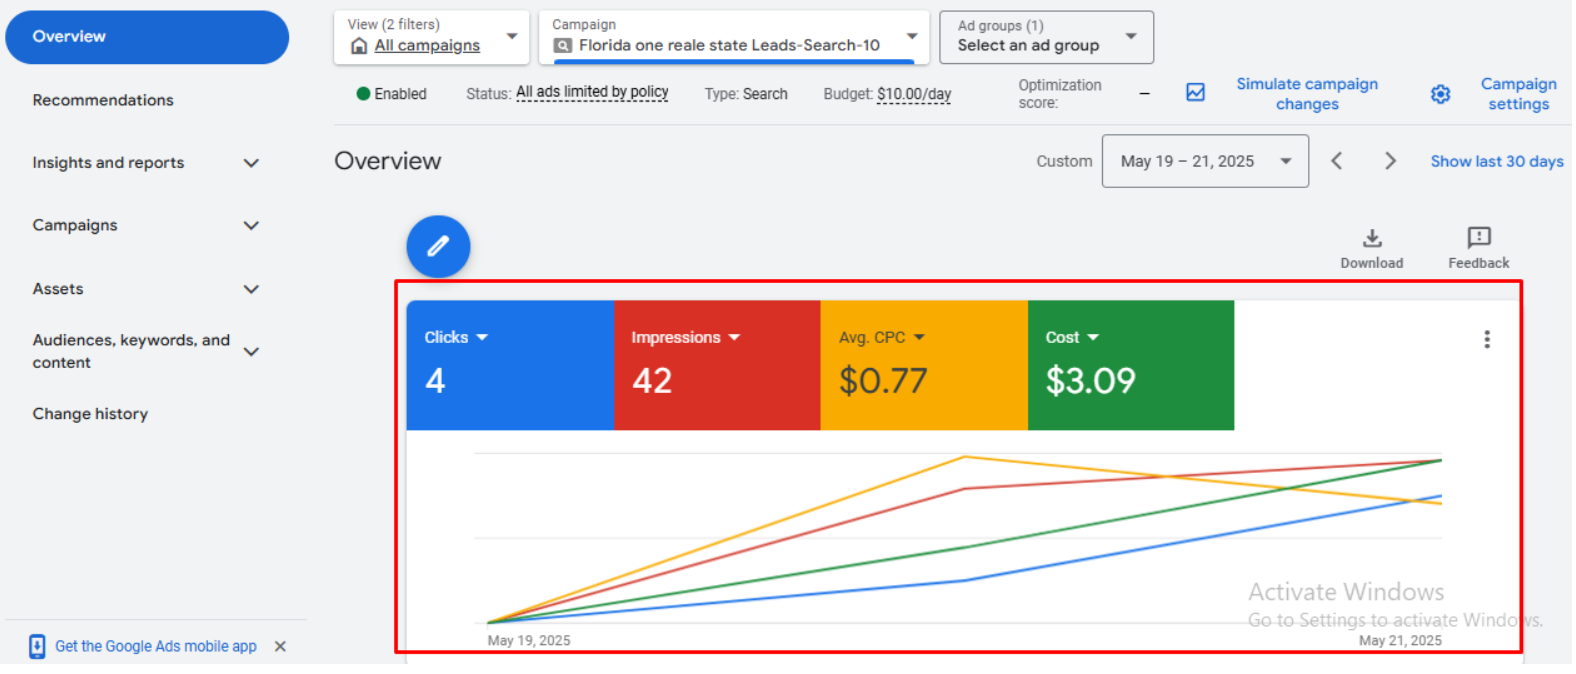 Overview
Recommendations
Insights and reports
Campaigns
Assets
Audiences, keywords, and
content
Change history
Get the Google Ads mobile app
View (2 filters)
All campaigns
Campaign
Florida one reale state Leads-Search-10
Ad groups (1)
Select an ad group
Enabled
Status: All ads limited by policy
Type: Search
Budget: $10.00/day
Optimization
score:
–
Simulate campaign
changes
Campaign
settings
Overview
Custom
May 19 – 21, 2025
Show last 30 days
Download
Feedback
Clicks
4
Impressions
42
Avg. CPC
$0.77
Cost
$3.09
May 19, 2025
May 21, 2025
Activate Windows
Go to Settings to activate Windows.